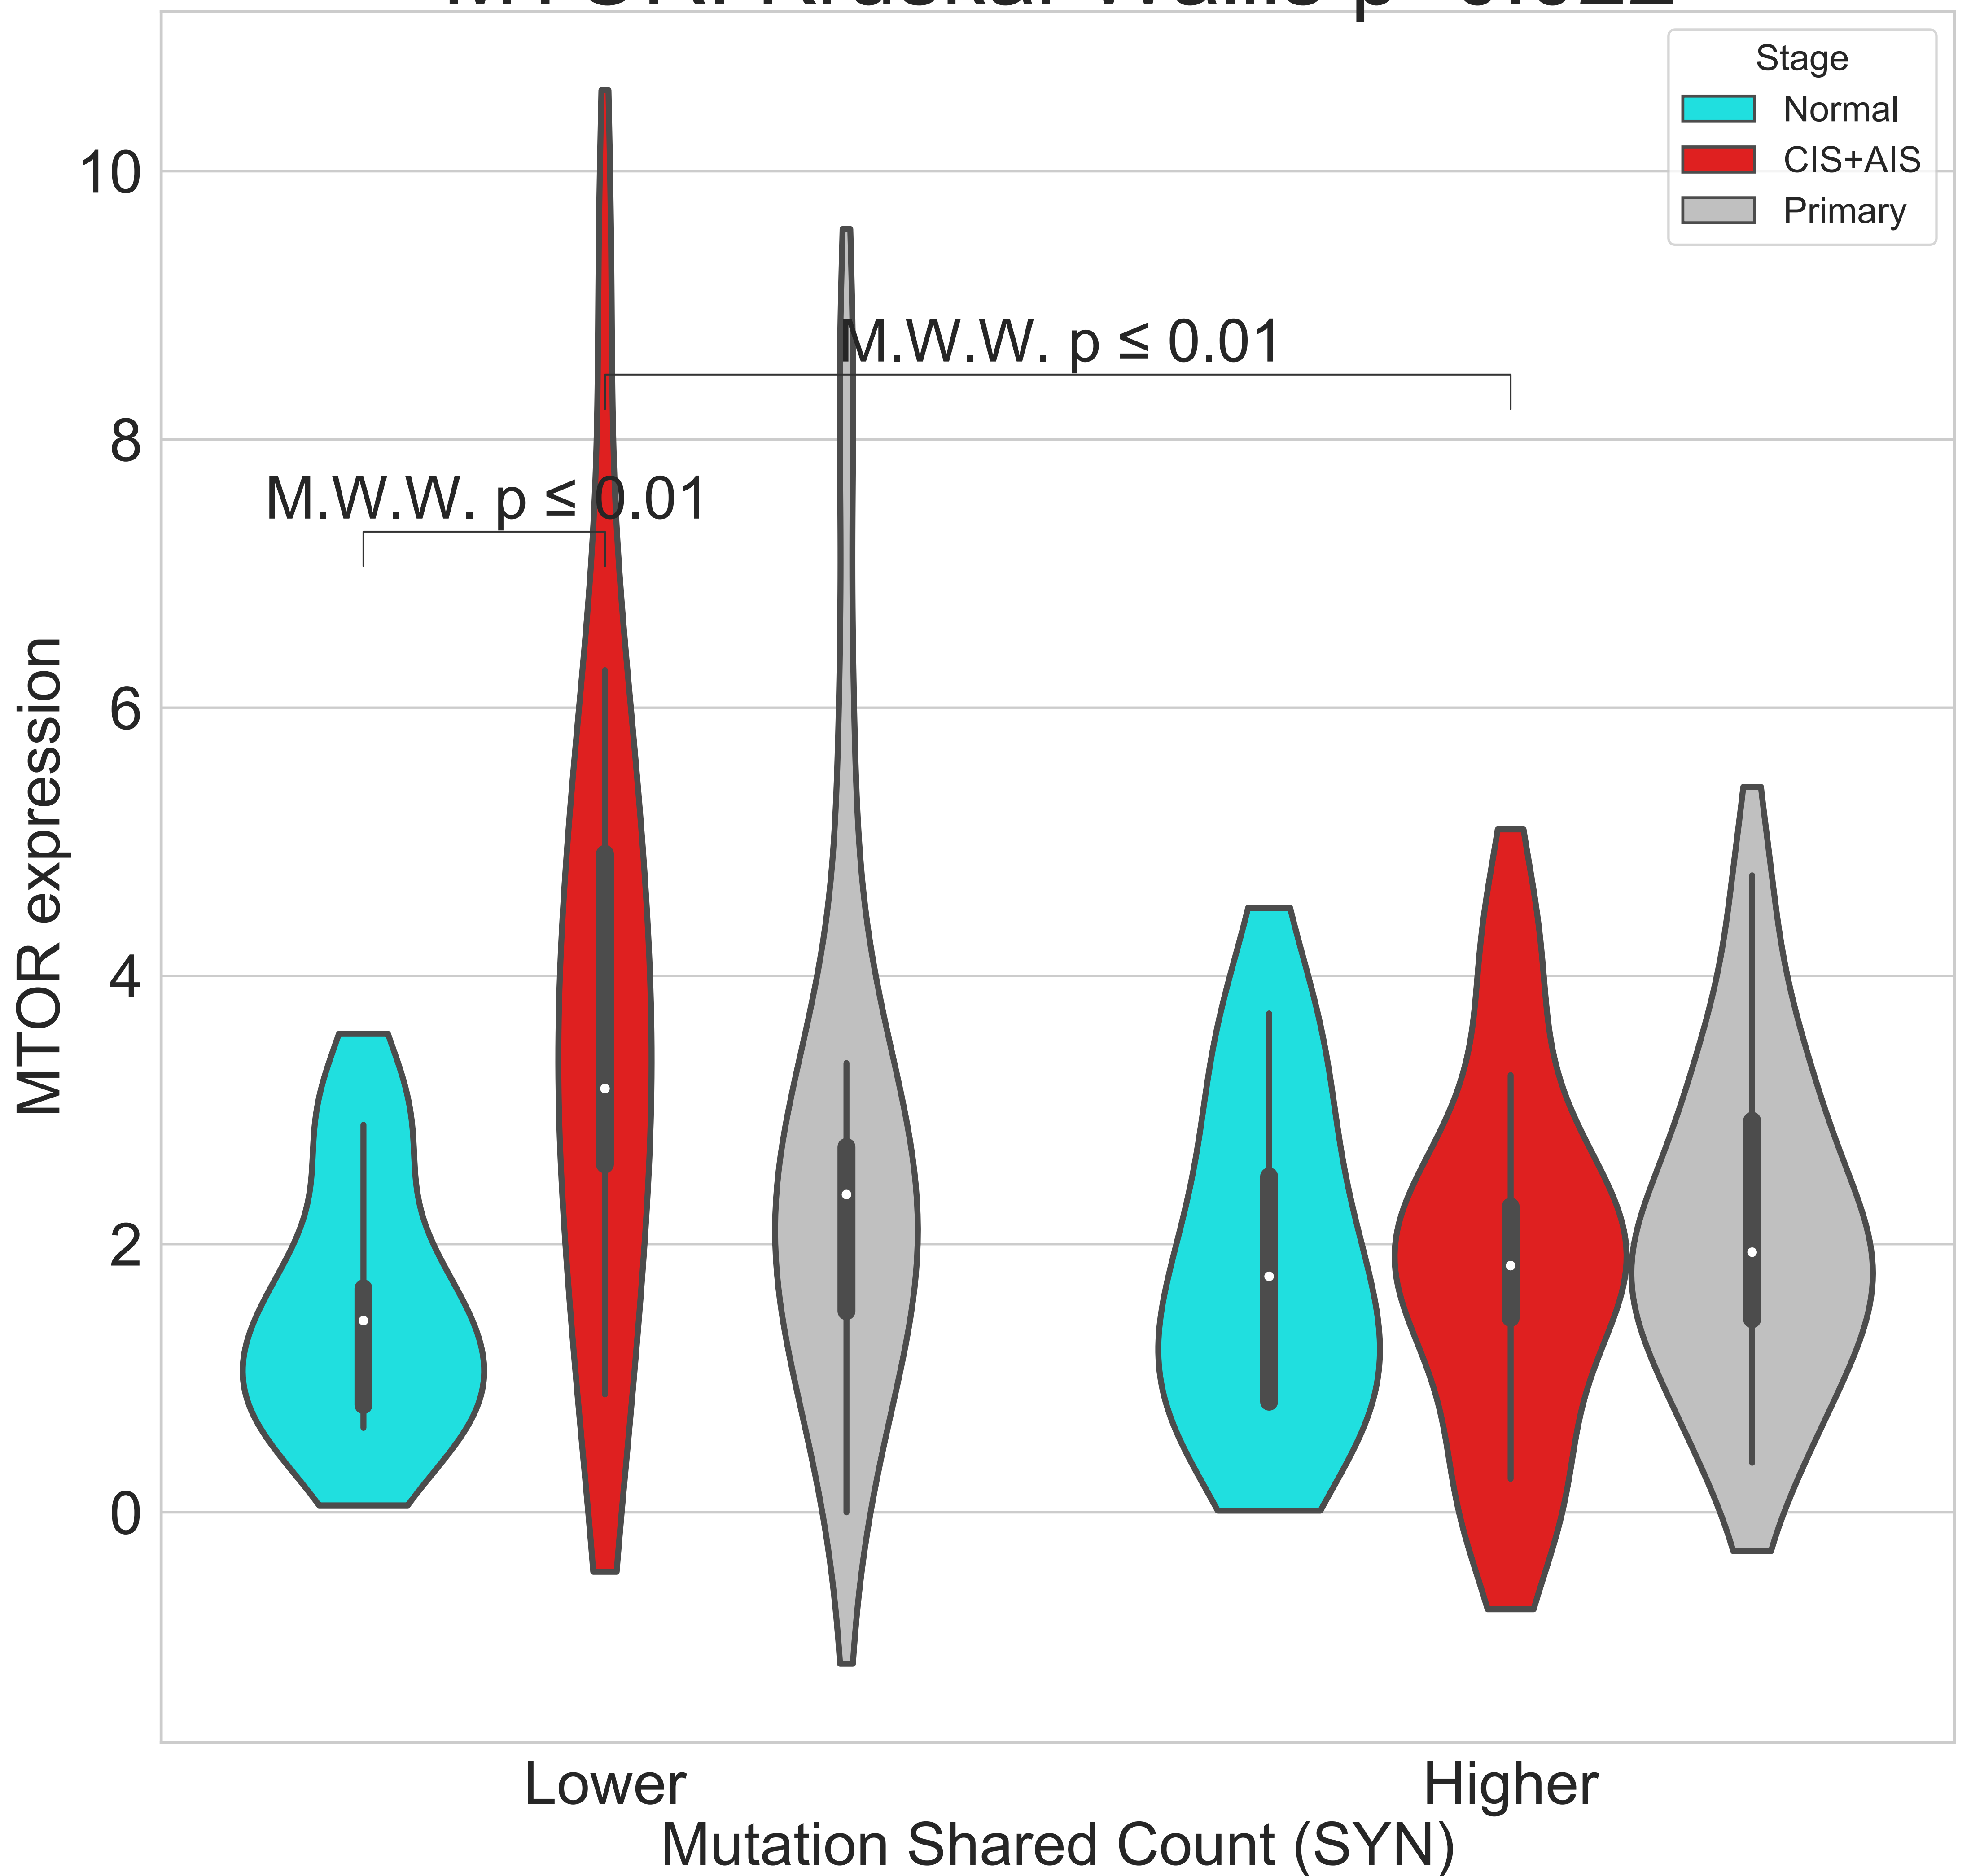 Stage
Normal
CIS+AIS
Primary
10
8
6
4
2
0
M.W.W. p ≤ 0.01
M.W.W. p ≤ 0.01
MTOR expression
Lower
Higher
Mutation Shared Count (SYN)